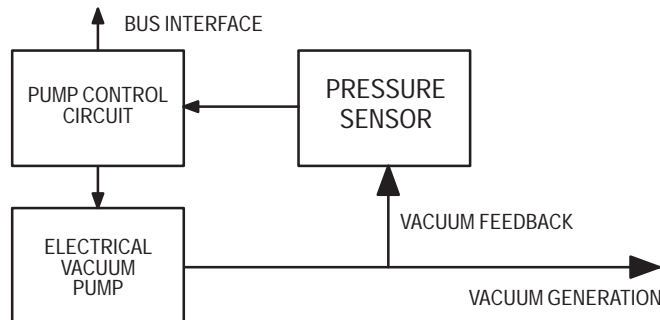 BUS INTERFACE
PUMP CONTROL
CIRCUIT
PRESSURE
SENSOR
VACUUM FEEDBACK
ELECTRICAL
VACUUM
PUMP
VACUUM GENERATION